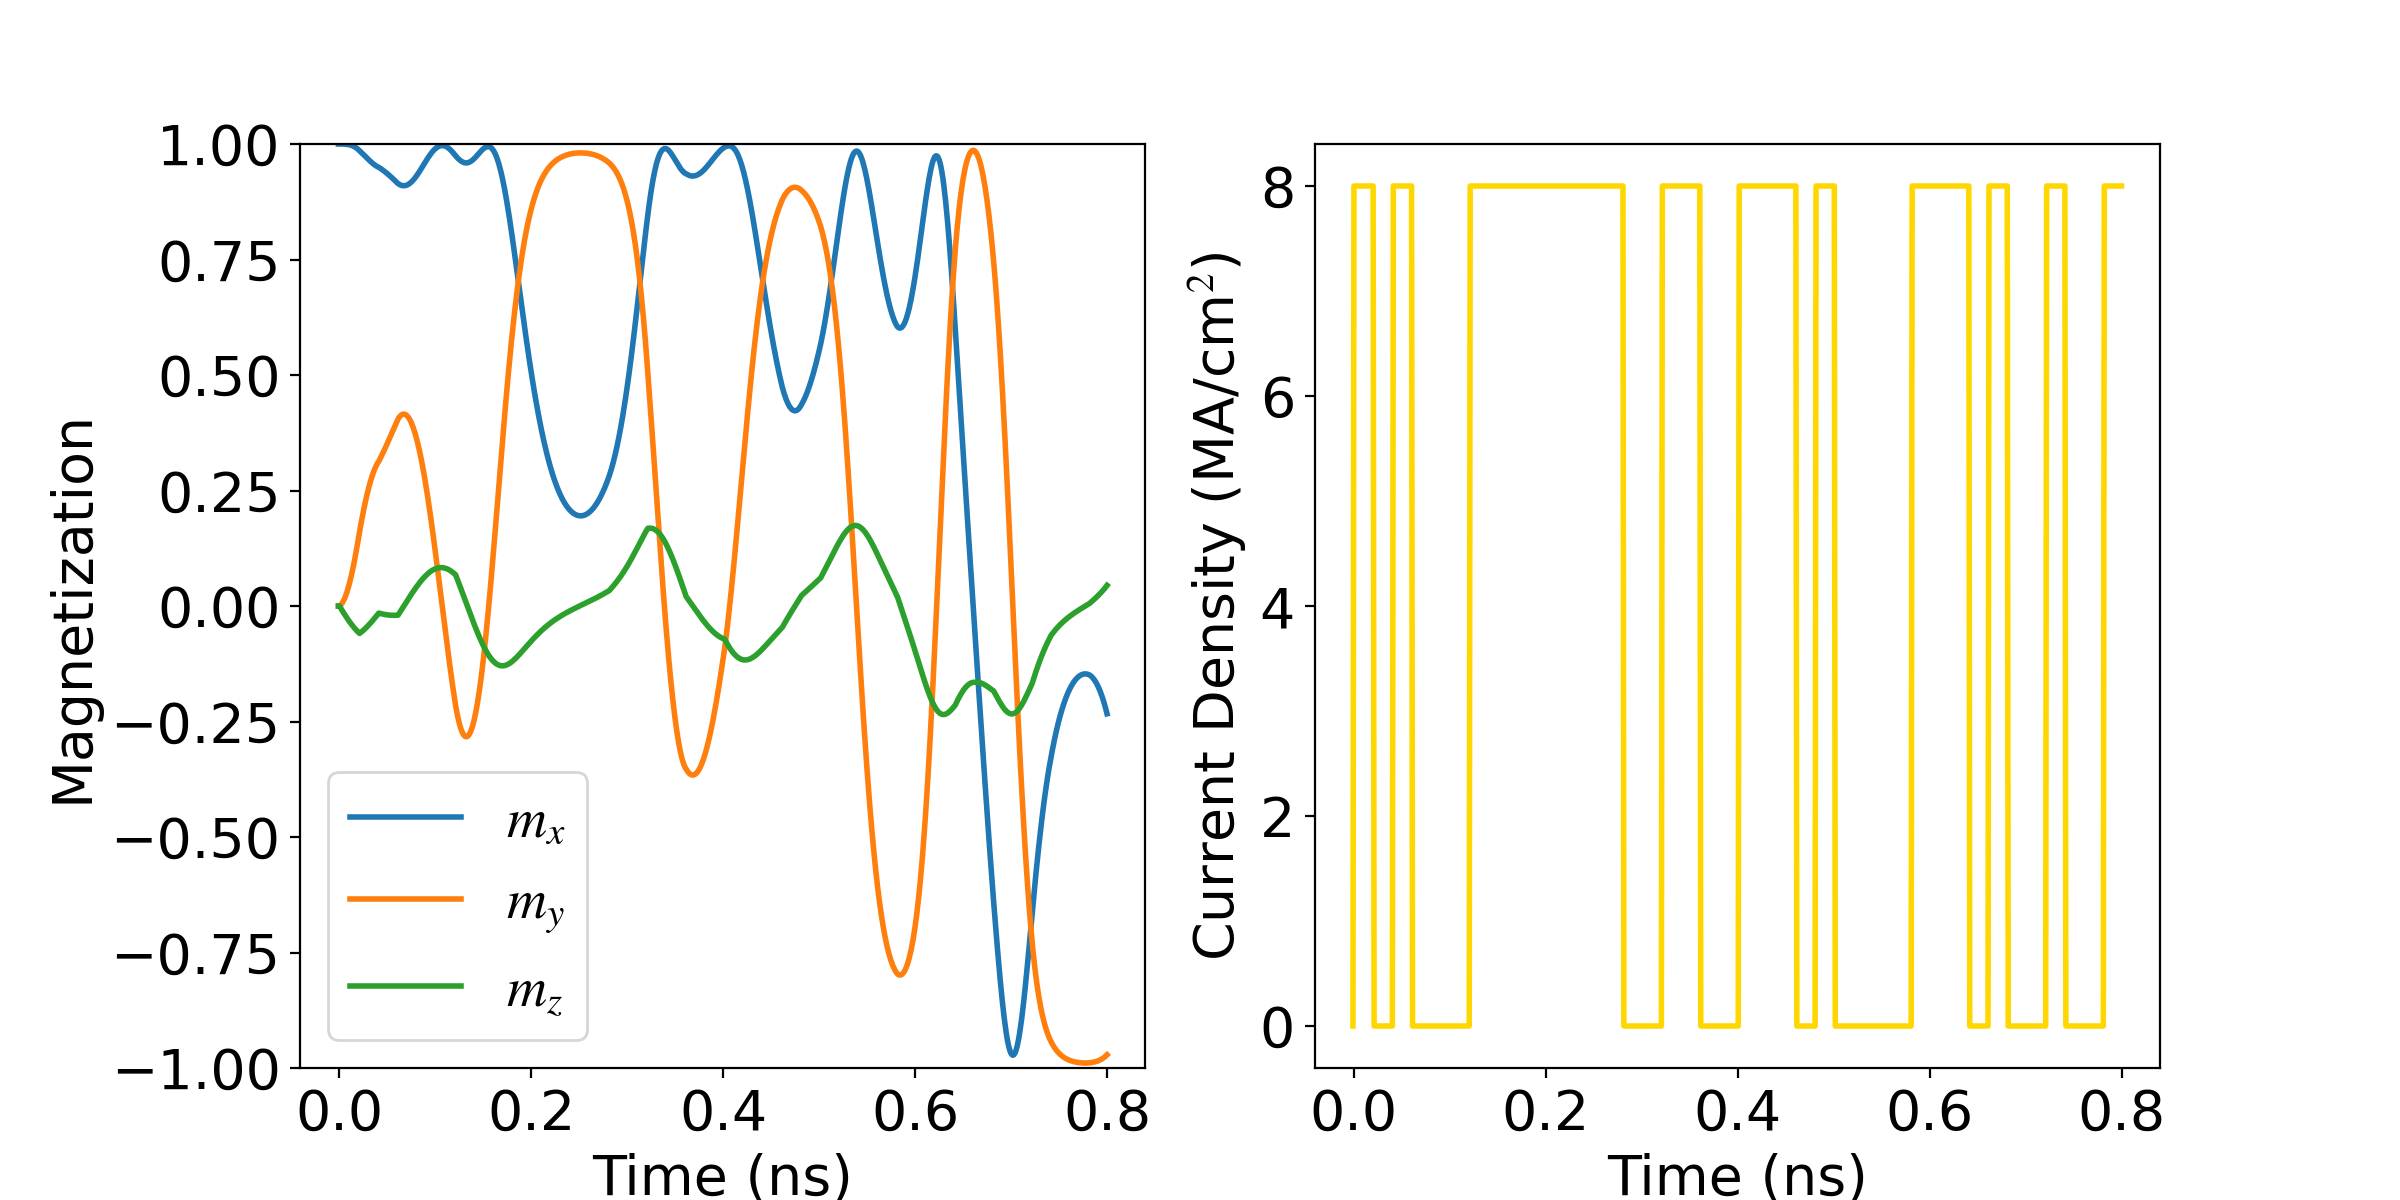 1.00
0.75
0.50
0.25
0.00
−0.25
−0.50
−0.75
−1.00
Magnetization
m_x
m_y
m_z
0.0 0.2 0.4 0.6 0.8
Time (ns)
8
6
4
2
0
Current Density (MA/cm²)
0.0 0.2 0.4 0.6 0.8
Time (ns)